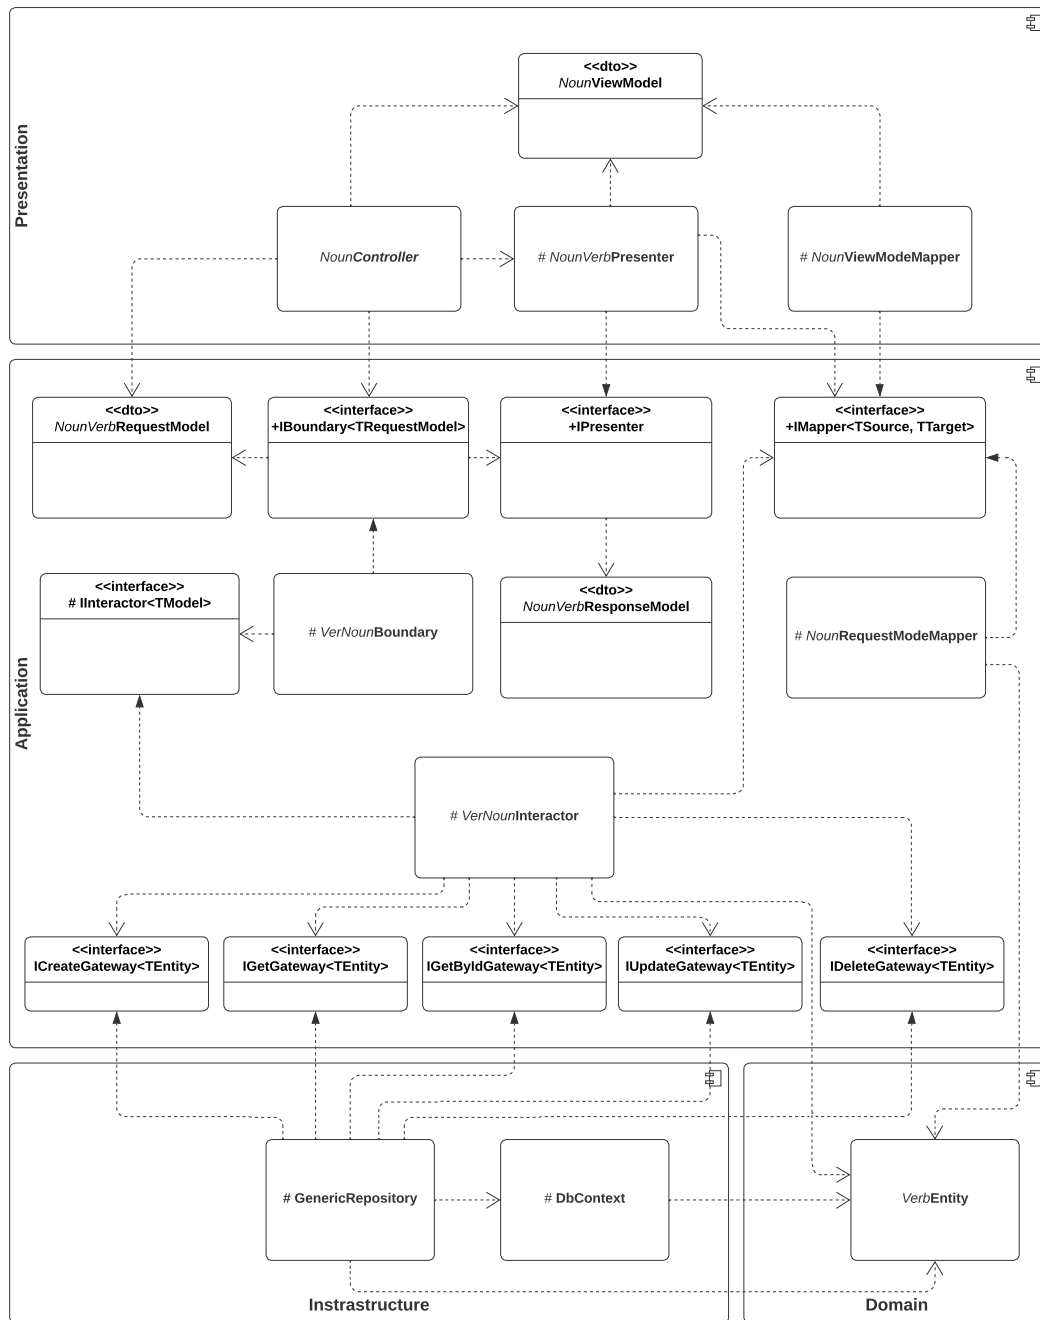 Presentation
<<dto>>
NounViewModel
NounController
# NounVerbPresenter
# NounViewModeMapper
Application
<<dto>>
NounVerbRequestModel
<<interface>>
+IBoundary<TRequestModel>
<<interface>>
+IPresenter
<<interface>>
+IMapper<TSource, TTarget>
<<interface>>
# IInteractor<TModel>
# VerNounBoundary
<<dto>>
NounVerbResponseModel
# NounRequestModeMapper
# VerNounInteractor
<<interface>>
ICreateGateway<TEntity>
<<interface>>
IGetGateway<TEntity>
<<interface>>
IGetByIdGateway<TEntity>
<<interface>>
IUpdateGateway<TEntity>
<<interface>>
IDeleteGateway<TEntity>
# GenericRepository
# DbContext
VerbEntity
Instrastructure
Domain